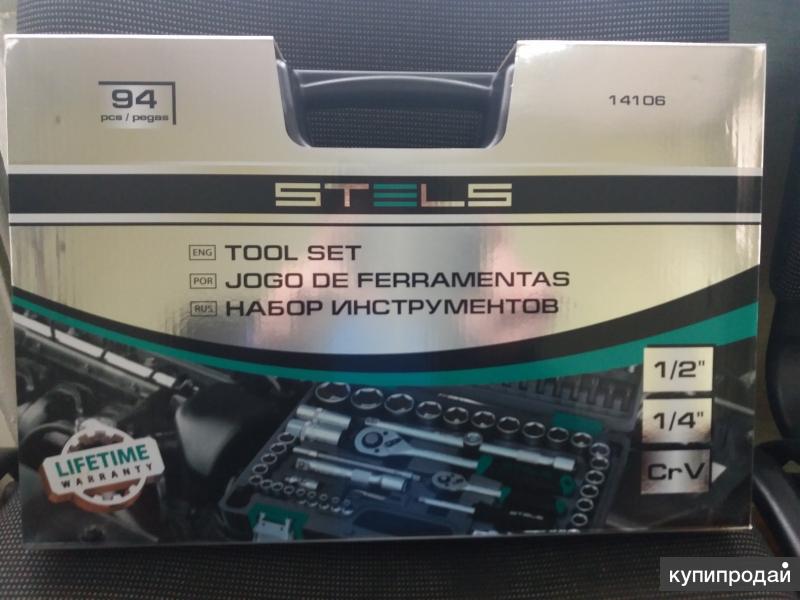 94
pcs / peças
14106
STELS
ENG TOOL SET
POR JOGO DE FERRAMENTAS
RUS НАБОР ИНСТРУМЕНТОВ
1/2"
1/4"
CrV
LIFETIME
WARRANTY
STELS
купипродай